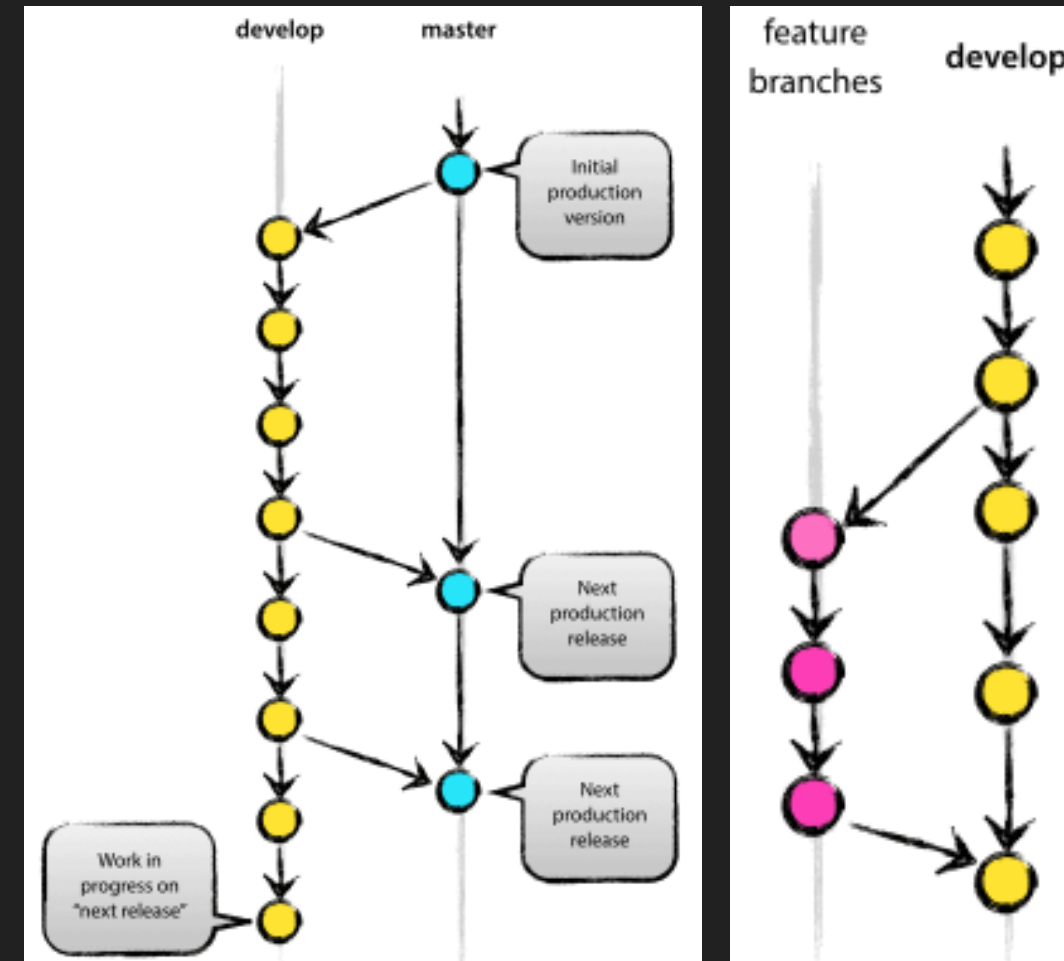 develop
master
Initial
production
version
Next
production
release
Next
production
release
Work in
progress on
“next release”
feature
branches
develop